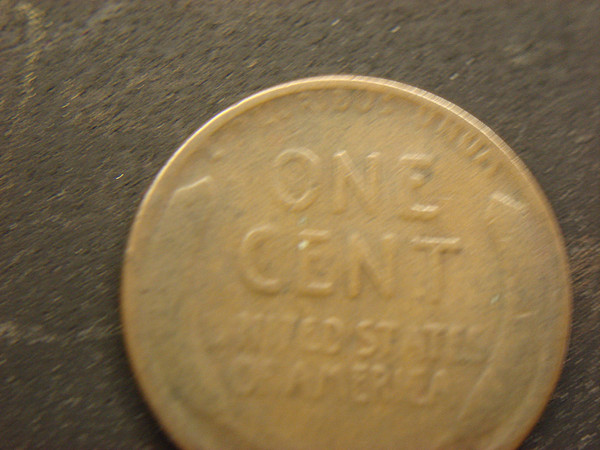 ONE
CENT
UNITED STATES
OF AMERICA